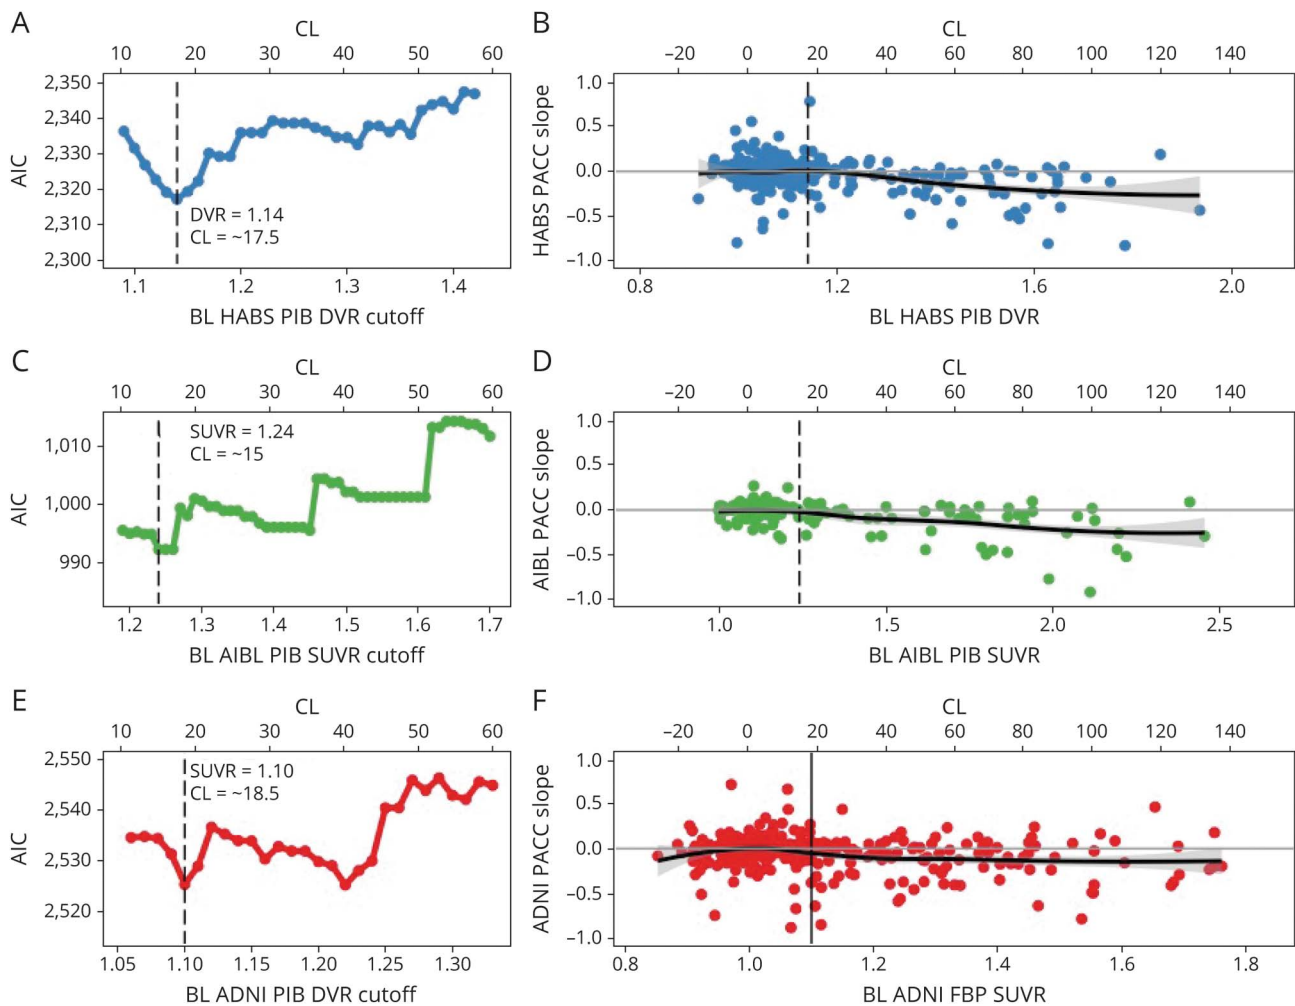 A
CL
10 20 30 40 50 60
AIC
2,350
2,340
2,330
2,320
2,310
2,300
DVR = 1.14
CL = ~17.5
1.1 1.2 1.3 1.4
BL HABS PIB DVR cutoff
B
CL
−20 0 20 40 60 80 100 120 140
HABS PACC slope
1.0
0.5
0.0
−0.5
−1.0
0.8 1.2 1.6 2.0
BL HABS PIB DVR
C
CL
10 20 30 40 50 60
AIC
1,010
1,000
990
SUVR = 1.24
CL = ~15
1.2 1.3 1.4 1.5 1.6 1.7
BL AIBL PIB SUVR cutoff
D
CL
−20 0 20 40 60 80 100 120 140
AIBL PACC slope
1.0
0.5
0.0
−0.5
−1.0
1.0 1.5 2.0 2.5
BL AIBL PIB SUVR
E
CL
10 20 30 40 50 60
AIC
2,550
2,540
2,530
2,520
SUVR = 1.10
CL = ~18.5
1.05 1.10 1.15 1.20 1.25 1.30
BL ADNI PIB DVR cutoff
F
CL
−20 0 20 40 60 80 100 120 140
ADNI PACC slope
1.0
0.5
0.0
−0.5
−1.0
0.8 1.0 1.2 1.4 1.6 1.8
BL ADNI FBP SUVR